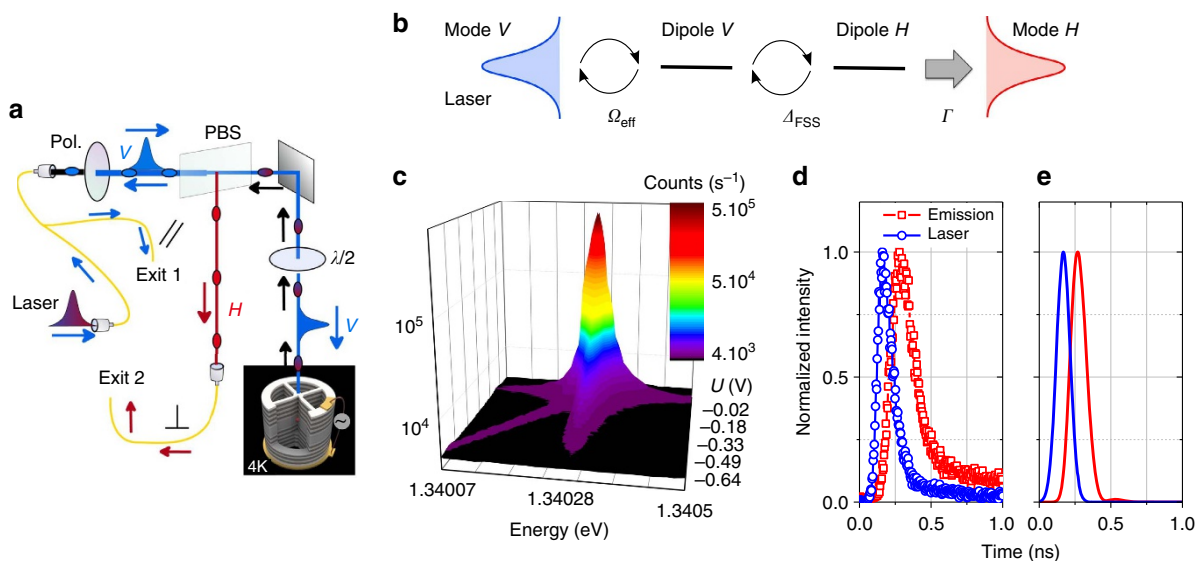 a
Pol.
V
PBS
λ/2
Exit 1
Laser
H
V
Exit 2
4K
b
Mode V
Dipole V
Dipole H
Mode H
Laser
Ωeff
ΔFSS
Γ
c
Counts (s⁻¹)
5.10⁵
5.10⁴
4.10³
10⁵
10⁴
U (V)
−0.02
−0.18
−0.33
−0.49
−0.64
1.34007
1.34028
1.3405
Energy (eV)
d
e
Emission
Laser
Normalized intensity
1.0
0.5
0.0
0.0
0.5
1.0
0.0
0.5
1.0
Time (ns)